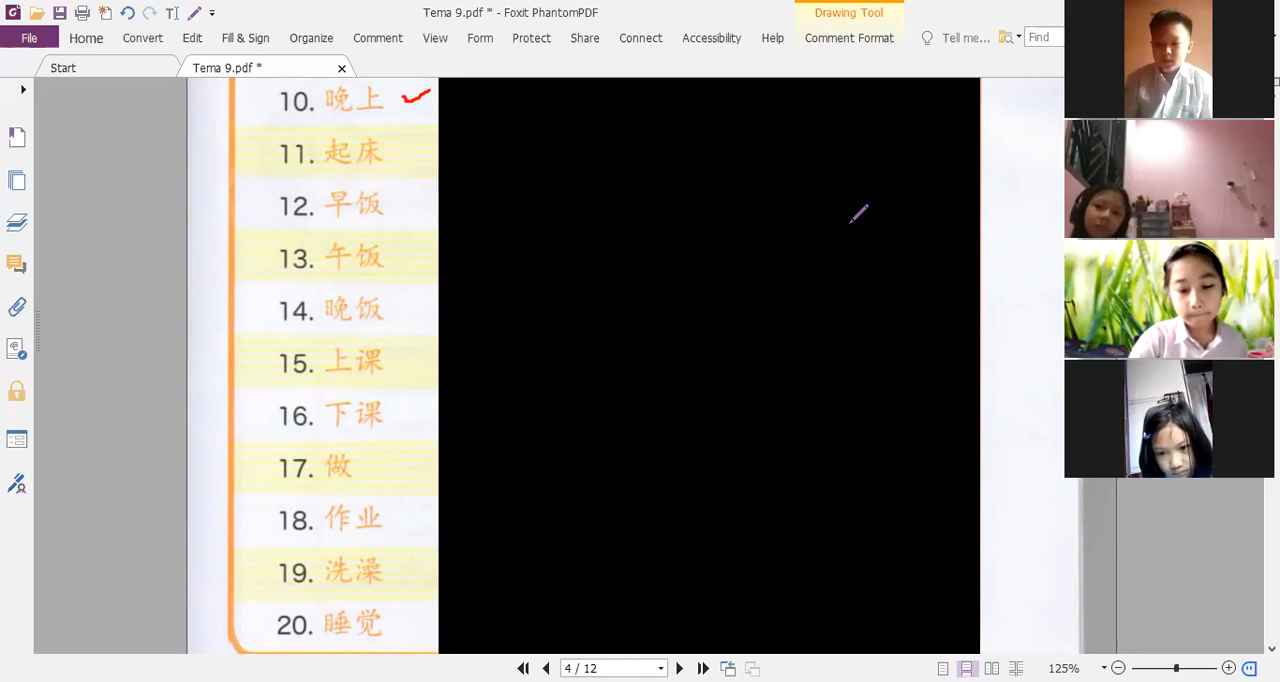 Tema 9.pdf * - Foxit PhantomPDF
Drawing Tool
File Home Convert Edit Fill & Sign Organize Comment View Form Protect Share Connect Accessibility Help Comment Format Tell me... Find
Start Tema 9.pdf *
10. 晚上
11. 起床
12. 早饭
13. 午饭
14. 晚饭
15. 上课
16. 下课
17. 做
18. 作业
19. 洗澡
20. 睡觉
4 / 12 125%